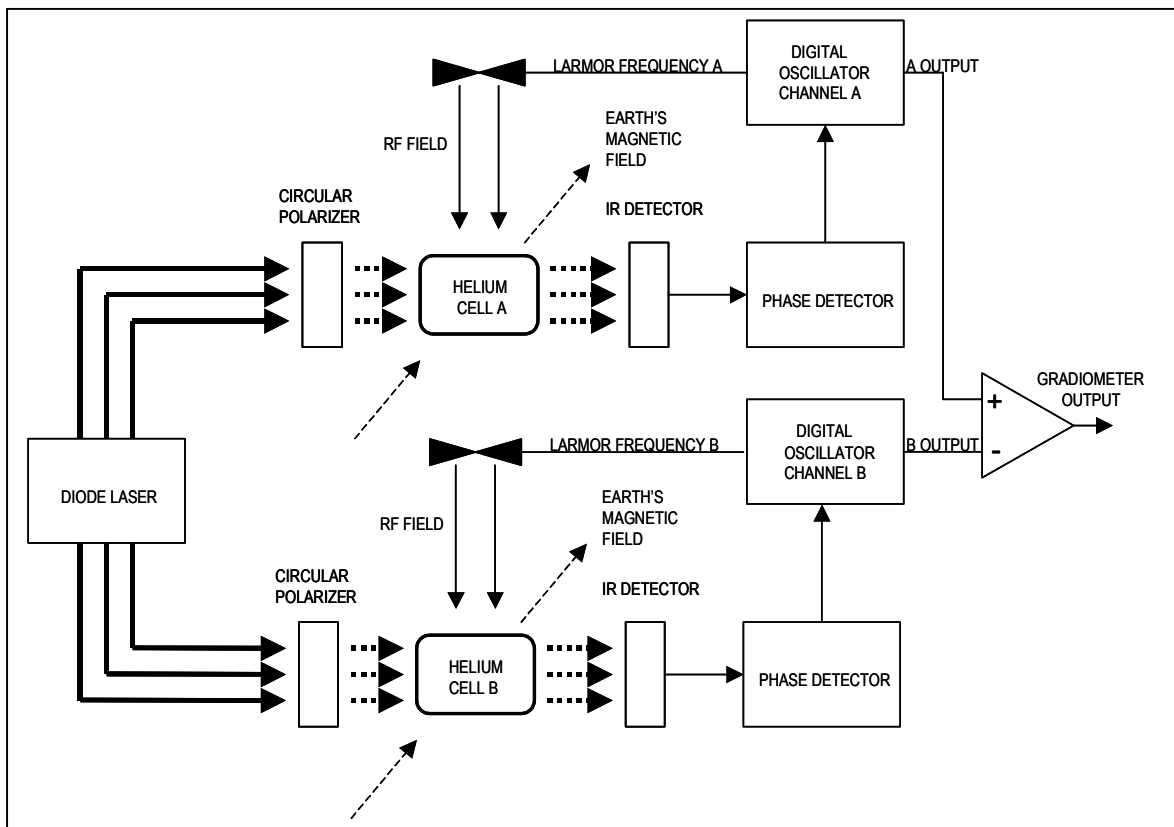 LARMOR FREQUENCY A
DIGITAL
OSCILLATOR
CHANNEL A
A OUTPUT
RF FIELD
EARTH'S
MAGNETIC
FIELD
CIRCULAR
POLARIZER
IR DETECTOR
HELIUM
CELL A
PHASE DETECTOR
GRADIOMETER
OUTPUT
+
-
DIODE LASER
LARMOR FREQUENCY B
DIGITAL
OSCILLATOR
CHANNEL B
B OUTPUT
RF FIELD
EARTH'S
MAGNETIC
FIELD
CIRCULAR
POLARIZER
IR DETECTOR
HELIUM
CELL B
PHASE DETECTOR